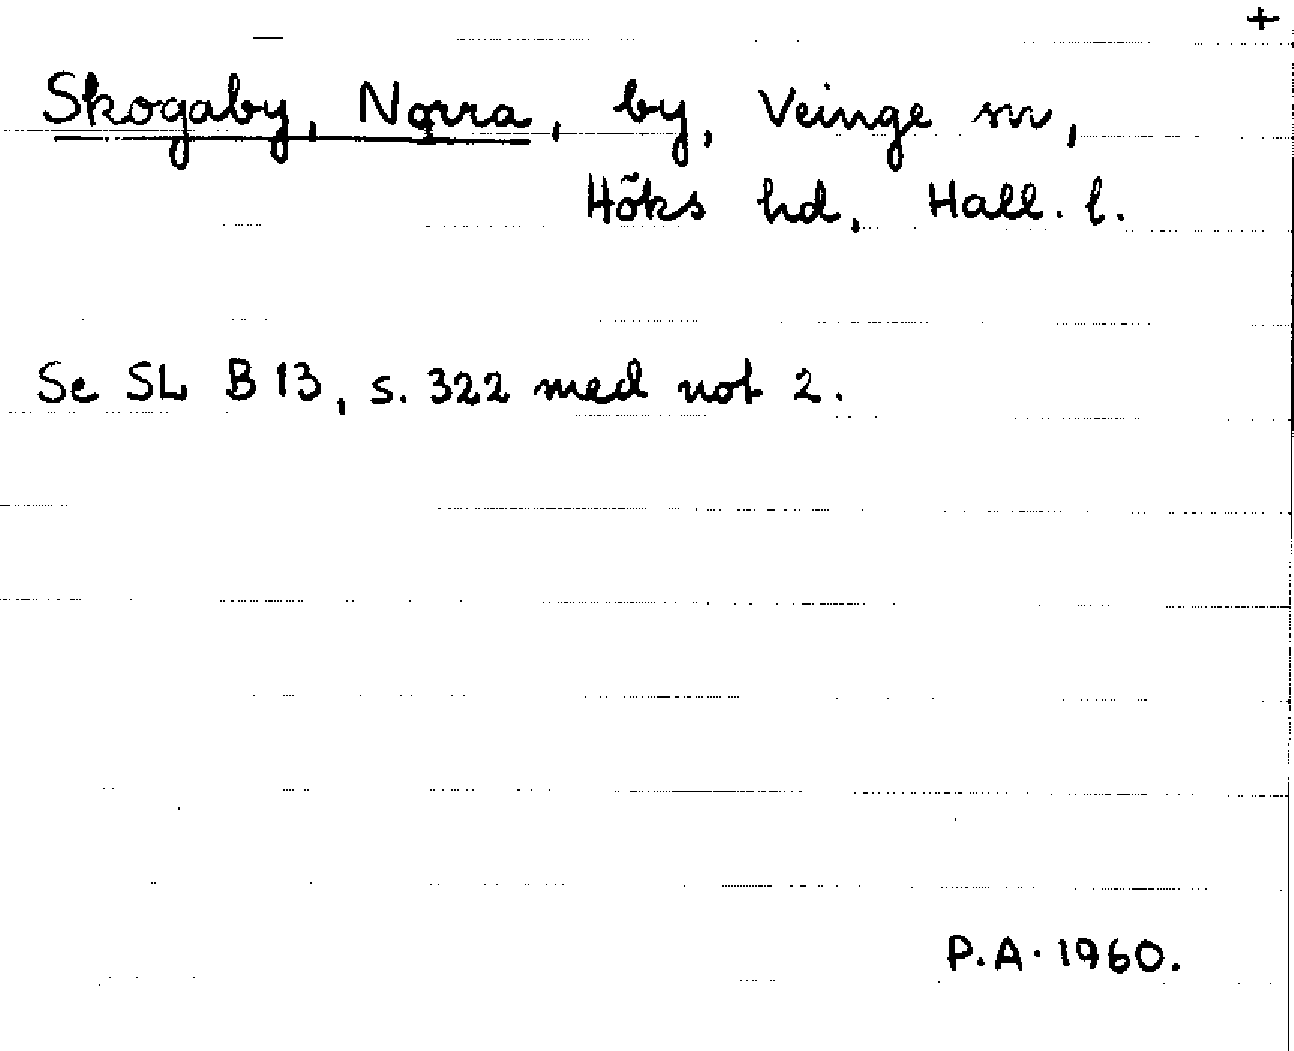 +
Skogaby, Norra, by, Veinge sn,
Höks hd, Hall. l.
Se SL B 13, s. 322 med not 2.
P.A. 1960.